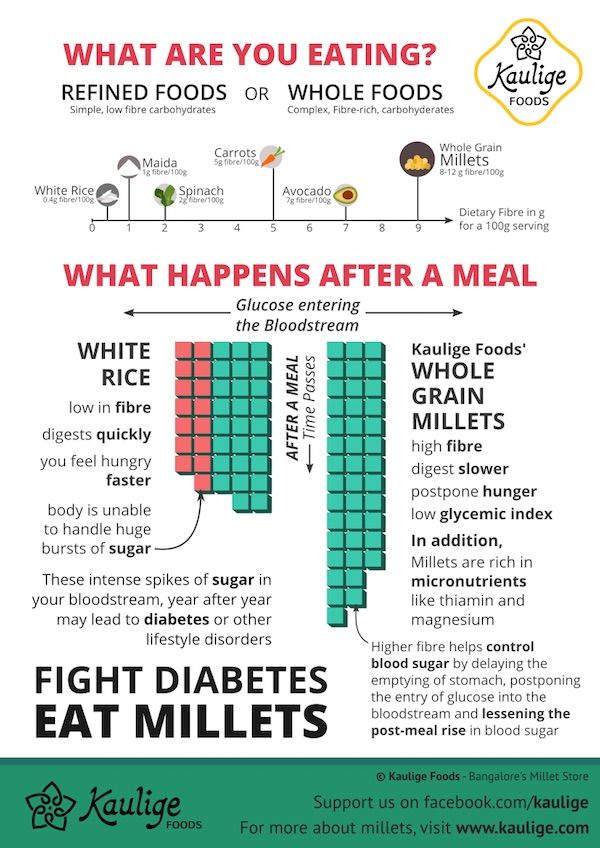 WHAT ARE YOU EATING?
Kaulige
FOODS
REFINED FOODS OR WHOLE FOODS
Simple, low fibre carbohydrates
Complex, Fibre-rich, carbohyderates
White Rice
0.4g fibre/100g
Maida
1g fibre/100g
Spinach
2g fibre/100g
Carrots
5g fibre/100g
Avocado
7g fibre/100g
Whole Grain
Millets
8-12 g fibre/100g
0 1 2 3 4 5 6 7 8 9
Dietary Fibre in g
for a 100g serving
WHAT HAPPENS AFTER A MEAL
Glucose entering
the Bloodstream
WHITE
RICE
low in fibre
digests quickly
you feel hungry
faster
body is unable
to handle huge
bursts of sugar
These intense spikes of sugar in
your bloodstream, year after year
may lead to diabetes or other
lifestyle disorders
AFTER A MEAL
Time Passes
Kaulige Foods'
WHOLE
GRAIN
MILLETS
high fibre
digest slower
postpone hunger
low glycemic index
In addition,
Millets are rich in
micronutrients
like thiamin and
magnesium
Higher fibre helps control
blood sugar by delaying the
emptying of stomach, postponing
the entry of glucose into the
bloodstream and lessening the
post-meal rise in blood sugar
FIGHT DIABETES
EAT MILLETS
Kaulige
FOODS
© Kaulige Foods - Bangalore's Millet Store
Support us on facebook.com/kaulige
For more about millets, visit www.kaulige.com